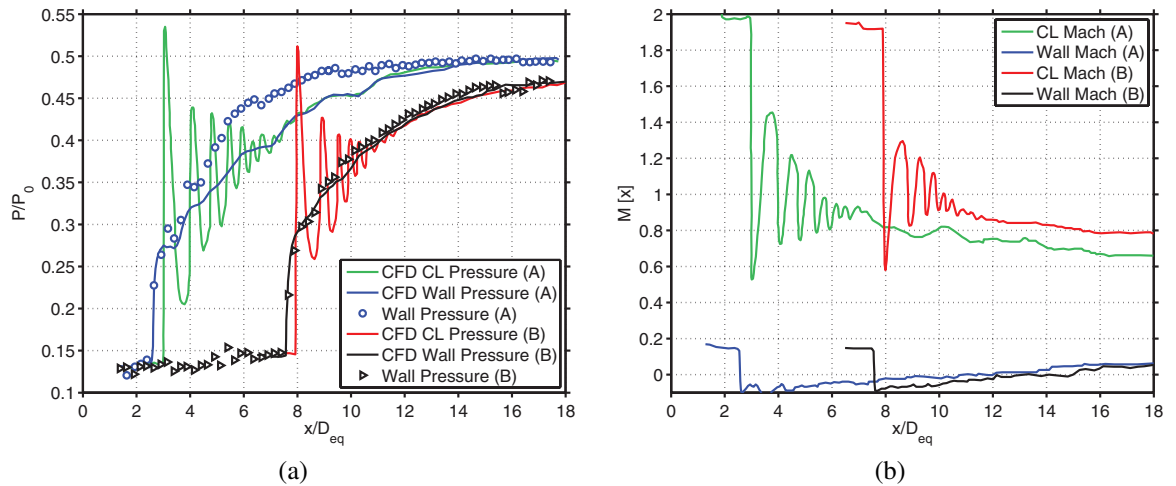 0.55
0.5
0.45
0.4
0.35
0.3
0.25
0.2
0.15
0.1
P/P0
0 2 4 6 8 10 12 14 16 18
x/Deq
CFD CL Pressure (A)
CFD Wall Pressure (A)
Wall Pressure (A)
CFD CL Pressure (B)
CFD Wall Pressure (B)
Wall Pressure (B)
(a)
2
1.8
1.6
1.4
1.2
1
0.8
0.6
0.4
0.2
0
M [x]
0 2 4 6 8 10 12 14 16 18
x/Deq
CL Mach (A)
Wall Mach (A)
CL Mach (B)
Wall Mach (B)
(b)